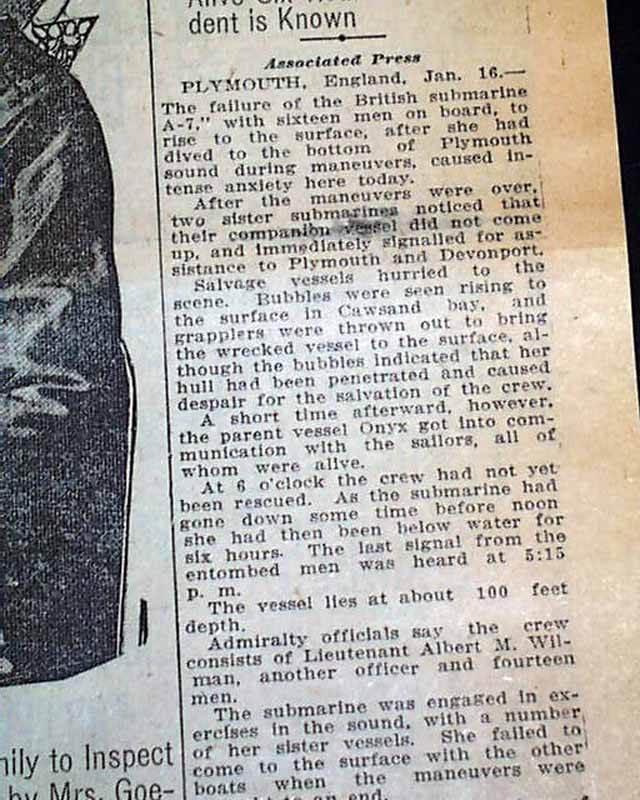 dent is Known
Associated Press
PLYMOUTH, England, Jan. 16.—
The failure of the British submarine
A-7," with sixteen men on board, to
rise to the surface, after she had
dived to the bottom of Plymouth
sound during maneuvers, caused in-
tense anxiety here today.
After the maneuvers were over,
two sister submarines noticed that
their companion vessel did not come
up, and immediately signalled for as-
sistance to Plymouth and Devonport.
Salvage vessels hurried to the
scene. Bubbles were seen rising to
the surface in Cawsand bay, and
grapplers were thrown out to bring
the wrecked vessel to the surface, al-
though the bubbles indicated that her
hull had been penetrated and caused
despair for the salvation of the crew.
A short time afterward, however,
the parent vessel Onyx got into com-
munication with the sailors, all of
whom were alive.
At 6 o'clock the crew had not yet
been rescued. As the submarine had
gone down some time before noon
she had then been below water for
six hours. The last signal from the
entombed men was heard at 5:15
p. m.
The vessel lies at about 100 feet
depth.
Admiralty officials say the crew
consists of Lieutenant Albert M. Wil-
man, another officer and fourteen
men.
The submarine was engaged in ex-
ercises in the sound, with a number
of her sister vessels. She failed to
come to the surface with the other
boats when the maneuvers were
to an end.
mily to Inspect
by Mrs. Goe-